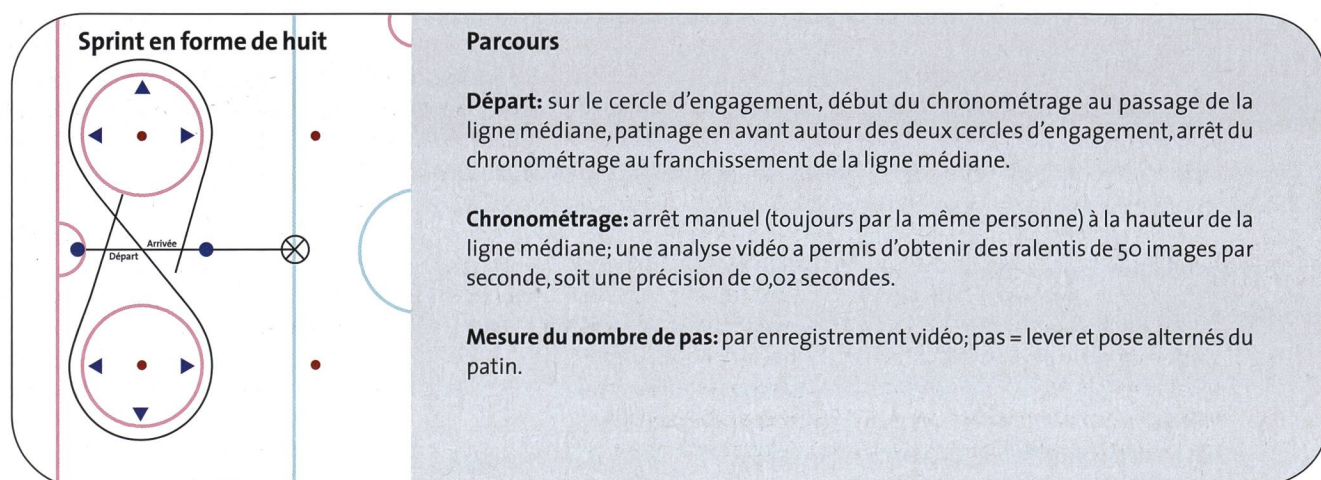 Sprint en forme de huit
Arrivée
Départ
Parcours
Départ: sur le cercle d'engagement, début du chronométrage au passage de la
ligne médiane, patinage en avant autour des deux cercles d'engagement, arrêt du
chronométrage au franchissement de la ligne médiane.
Chronométrage: arrêt manuel (toujours par la même personne) à la hauteur de la
ligne médiane; une analyse vidéo a permis d'obtenir des ralentis de 50 images par
seconde, soit une précision de 0,02 secondes.
Mesure du nombre de pas: par enregistrement vidéo; pas = lever et pose alternés du
patin.